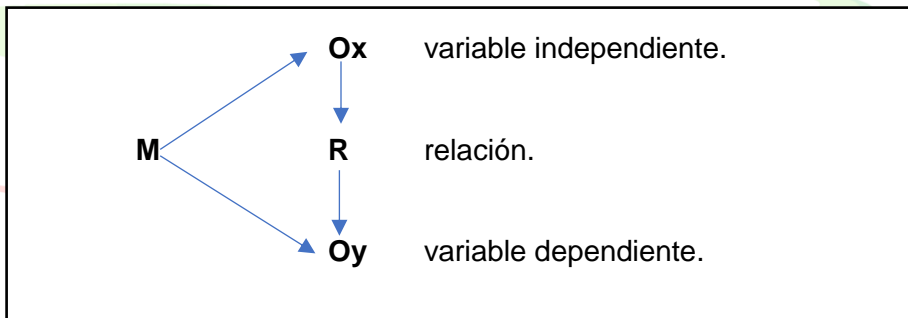 Ox variable independiente.
M R relación.
Oy variable dependiente.